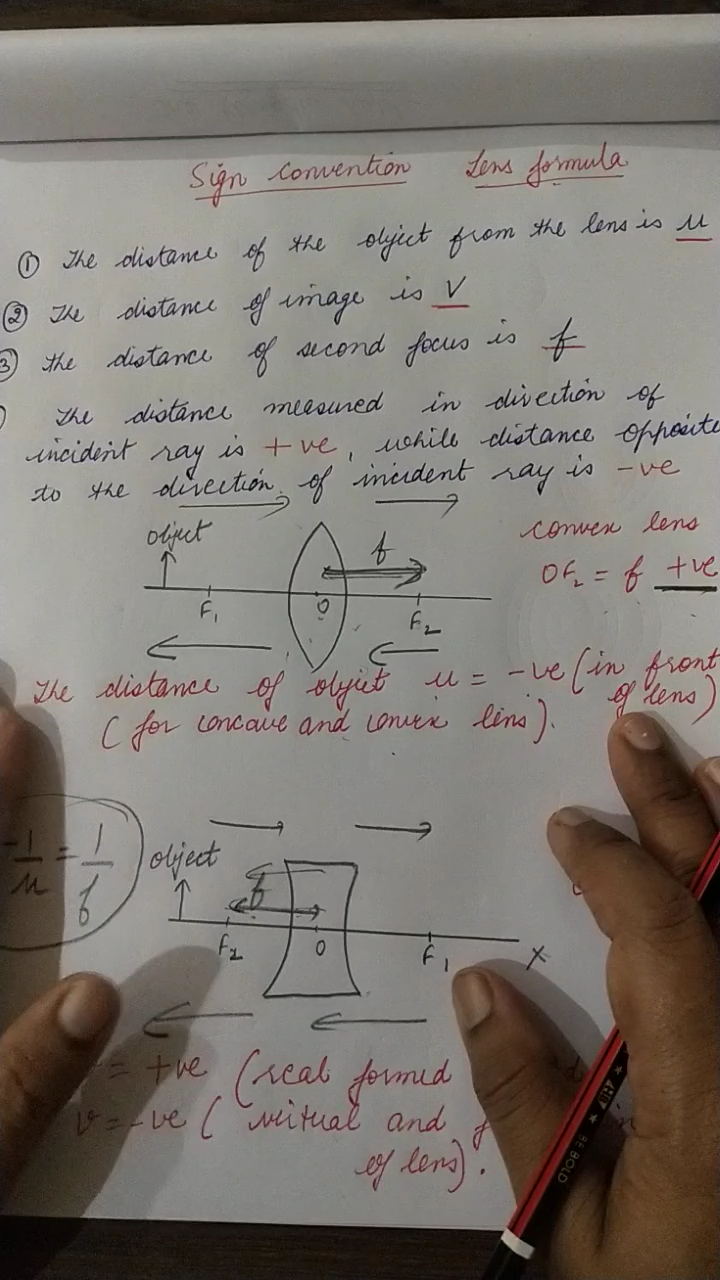 Sign convention Lens formula
① The distance of the object from the lens is u
② The distance of image is v
③ the distance of second focus is f
The distance measured in direction of
incident ray is +ve, while distance opposite
to the direction of incident ray is -ve
object
f
convex lens
OF₂ = f +ve
F₁ O F₂
The distance of object u = -ve (in front
of lens)
(for concave and convex lens).
-1/u = 1/f
object
f
F₂ O F₁ X
= +ve (real formed
v = -ve (virtual and
of lens).
HB BOLD